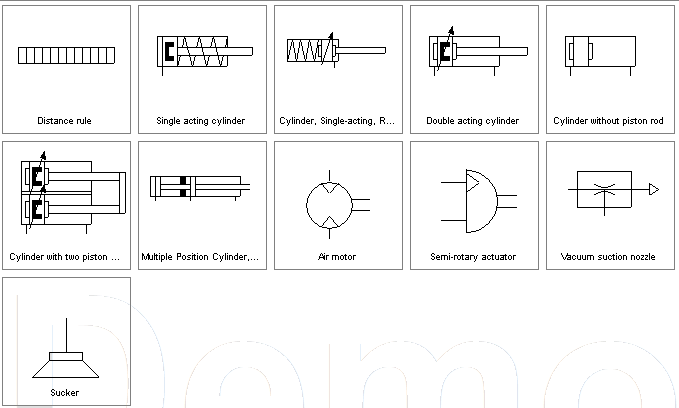 Distance rule
Single acting cylinder
Cylinder, Single-acting, R...
Double acting cylinder
Cylinder without piston rod
Cylinder with two piston ...
Multiple Position Cylinder,...
Air motor
Semi-rotary actuator
Vacuum suction nozzle
Sucker
Demo